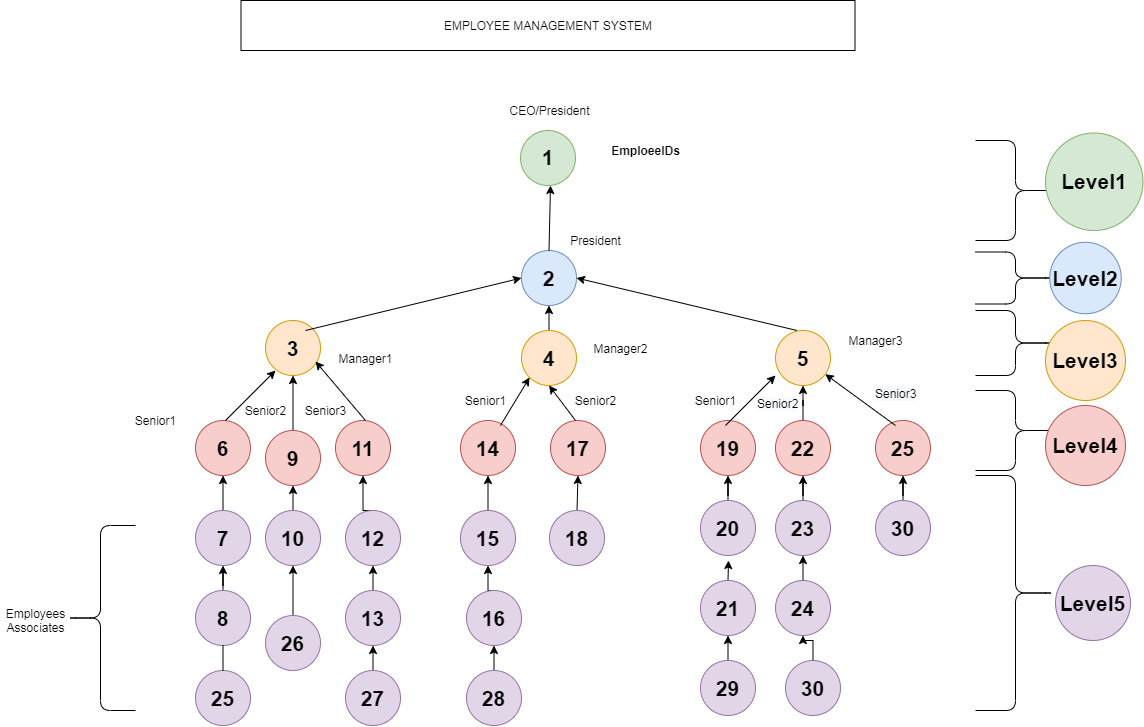 EMPLOYEE MANAGEMENT SYSTEM
CEO/President
1
EmploeeIDs
Level1
President
2
Level2
3
Manager1
4
Manager2
5
Manager3
Level3
Senior1
Senior2
Senior3
Senior1
Senior2
Senior1
Senior2
Senior3
6
9
11
14
17
19
22
25
Level4
7
10
12
15
18
20
23
30
Employees
Associates
8
26
13
16
21
24
Level5
25
27
28
29
30